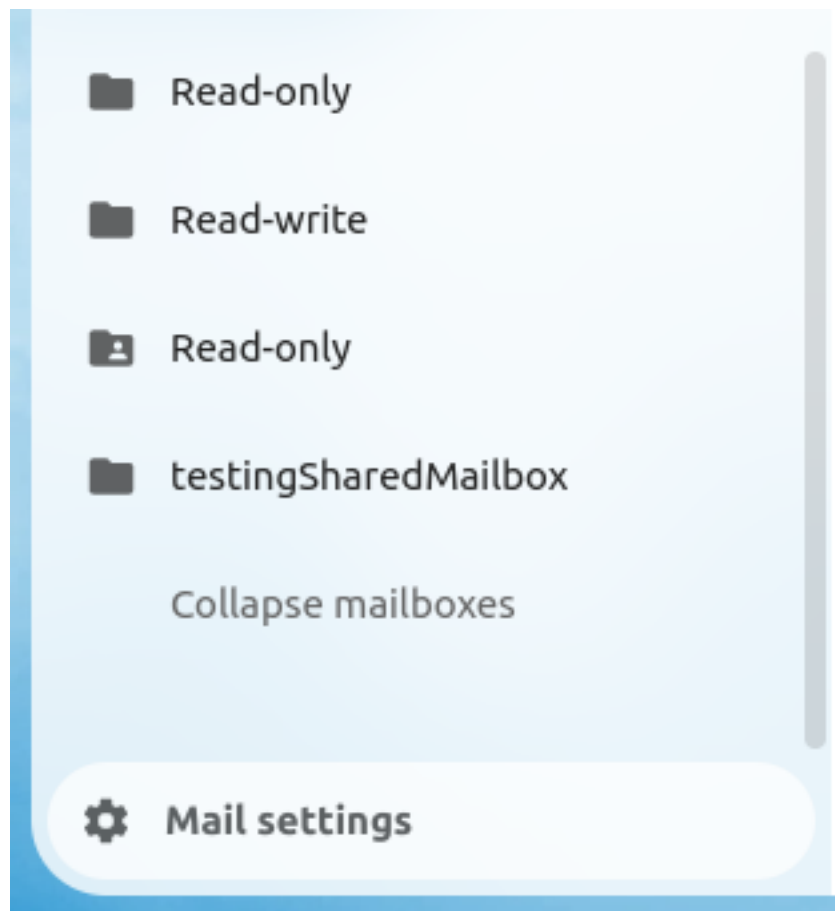 Read-only
Read-write
Read-only
testingSharedMailbox
Collapse mailboxes
Mail settings